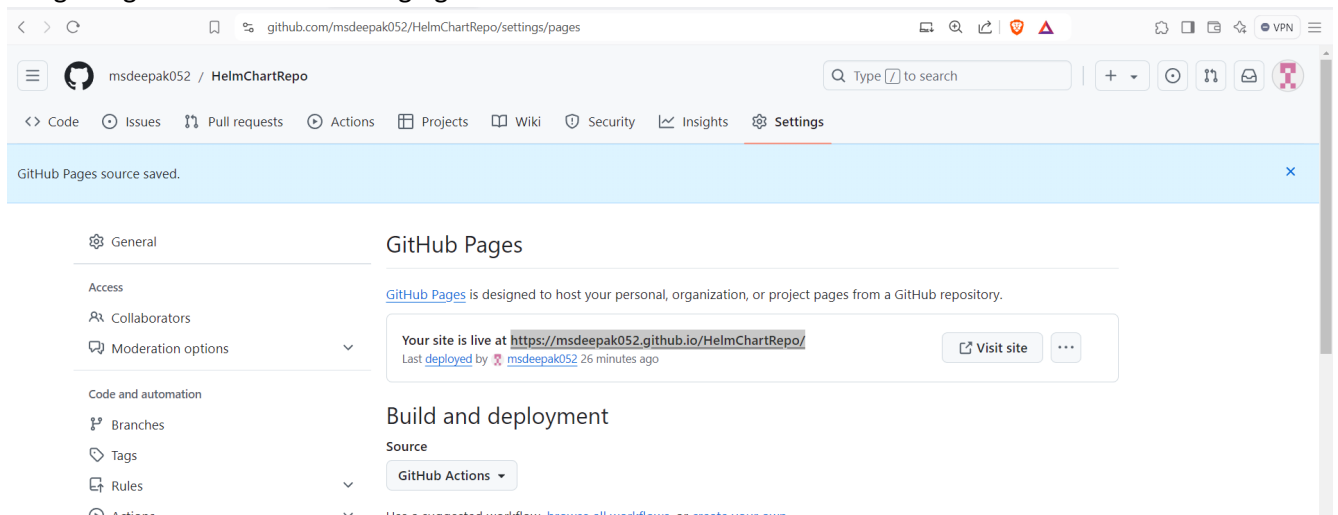 github.com/msdeepak052/HelmChartRepo/settings/pages
VPN
msdeepak052 / HelmChartRepo
Type / to search
<> Code Issues Pull requests Actions Projects Wiki Security Insights Settings
GitHub Pages source saved.
General
Access
Collaborators
Moderation options
Code and automation
Branches
Tags
Rules
GitHub Pages
GitHub Pages is designed to host your personal, organization, or project pages from a GitHub repository.
Your site is live at https://msdeepak052.github.io/HelmChartRepo/
Last deployed by msdeepak052 26 minutes ago
Visit site
Build and deployment
Source
GitHub Actions